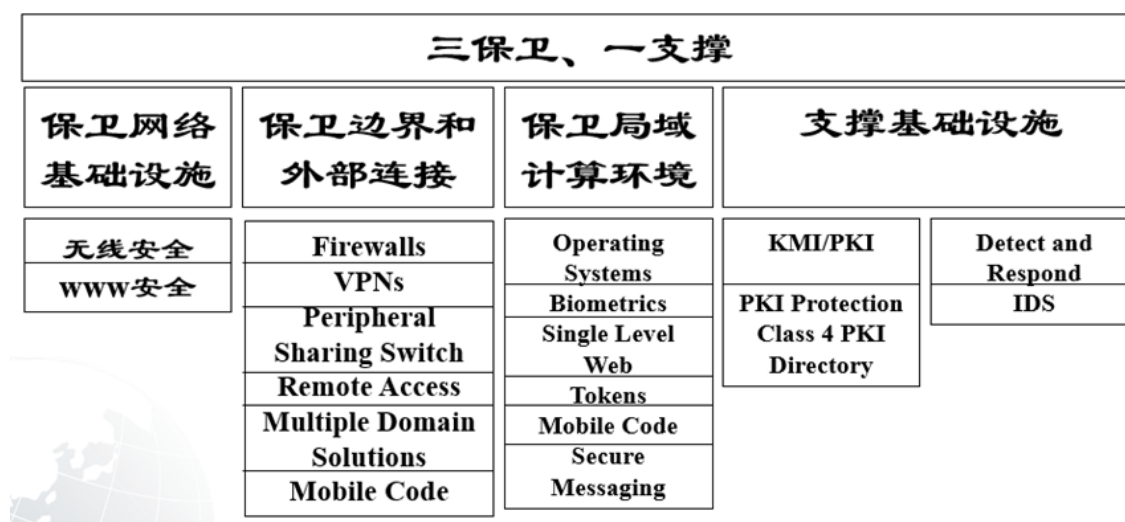 三保卫、一支撑
保卫网络
基础设施
保卫边界和
外部连接
保卫局域
计算环境
支撑基础设施
无线安全
WWW安全
Firewalls
VPNs
Peripheral
Sharing Switch
Remote Access
Multiple Domain
Solutions
Mobile Code
Operating
Systems
Biometrics
Single Level
Web
Tokens
Mobile Code
Secure
Messaging
KMI/PKI
PKI Protection
Class 4 PKI
Directory
Detect and
Respond
IDS